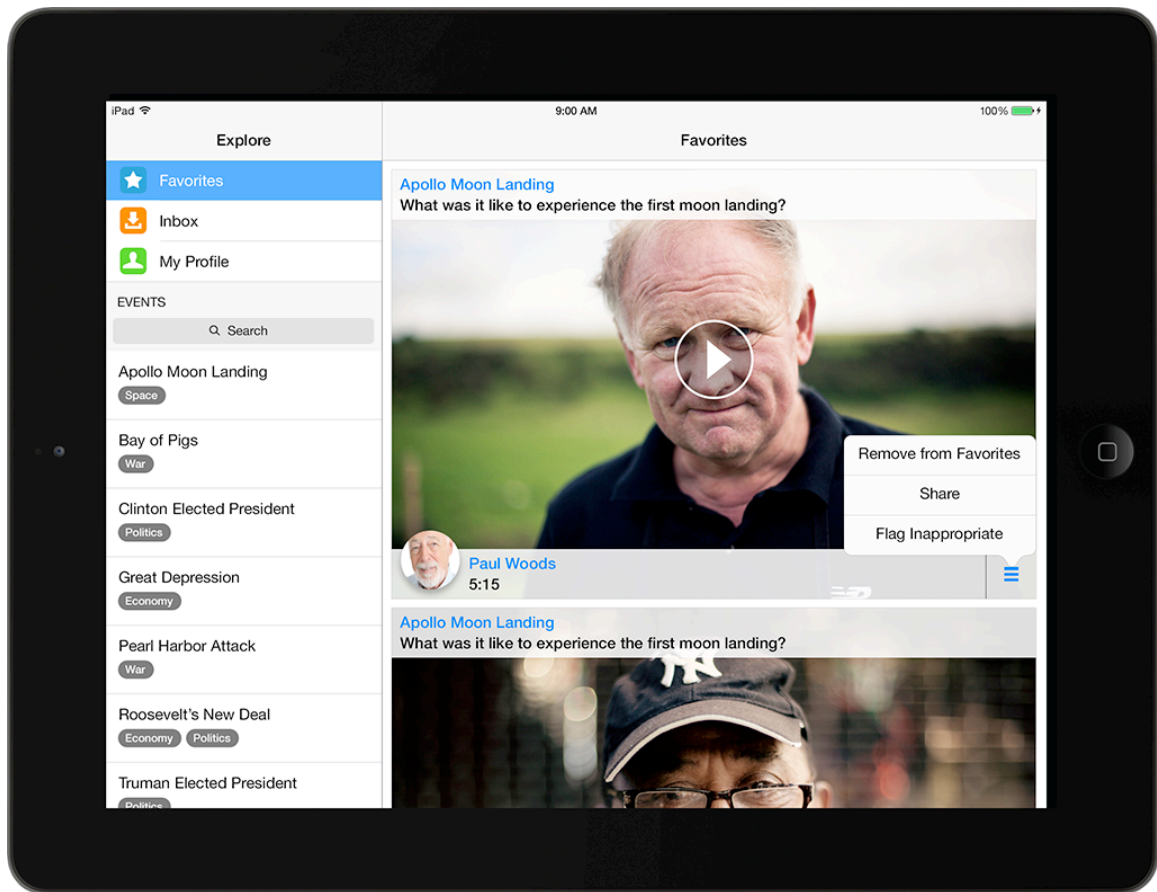 iPad
9:00 AM
100%
Explore
Favorites
Favorites
Inbox
My Profile
EVENTS
Search
Apollo Moon Landing
Space
Bay of Pigs
War
Clinton Elected President
Politics
Great Depression
Economy
Pearl Harbor Attack
War
Roosevelt's New Deal
Economy Politics
Truman Elected President
Politics
Apollo Moon Landing
What was it like to experience the first moon landing?
Remove from Favorites
Share
Flag Inappropriate
Paul Woods
5:15
Apollo Moon Landing
What was it like to experience the first moon landing?
NY